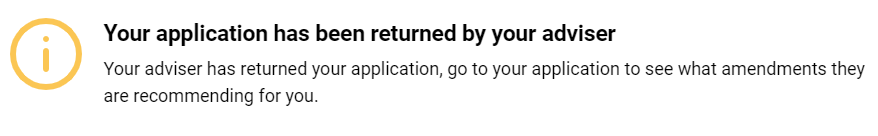 Your application has been returned by your adviser
Your adviser has returned your application, go to your application to see what amendments they
are recommending for you.